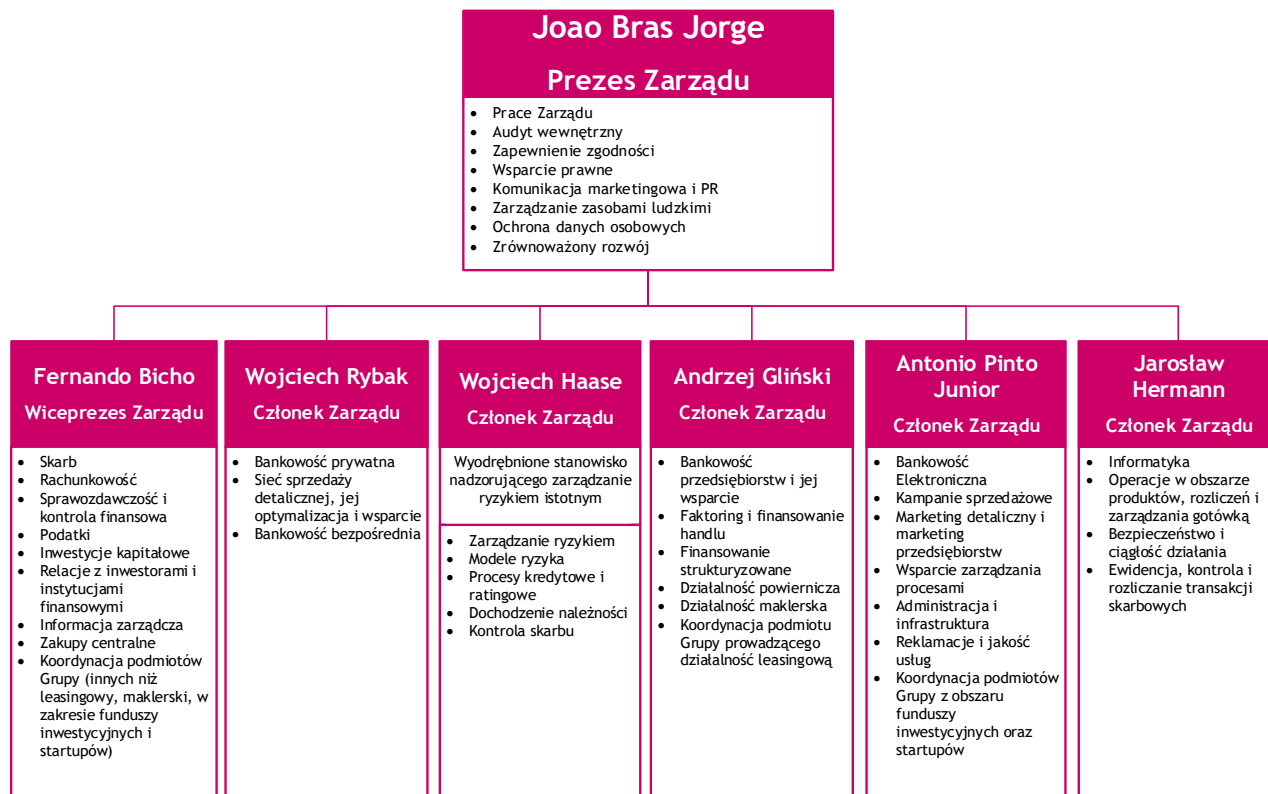 Joao Bras Jorge
Prezes Zarządu
• Prace Zarządu
• Audyt wewnętrzny
• Zapewnienie zgodności
• Wsparcie prawne
• Komunikacja marketingowa i PR
• Zarządzanie zasobami ludzkimi
• Ochrona danych osobowych
• Zrównoważony rozwój
Fernando Bicho
Wiceprezes Zarządu
• Skarb
• Rachunkowość
• Sprawozdawczość i
kontrola finansowa
• Podatki
• Inwestycje kapitałowe
• Relacje z inwestorami i
instytucjami
finansowymi
• Informacja zarządcza
• Zakupy centralne
• Koordynacja podmiotów
Grupy (innych niż
leasingowy, maklerski, w
zakresie funduszy
inwestycyjnych i
startupów)
Wojciech Rybak
Członek Zarządu
• Bankowość prywatna
• Sieć sprzedaży
detalicznej, jej
optymalizacja i wsparcie
• Bankowość bezpośrednia
Wojciech Haase
Członek Zarządu
Wyodrębnione stanowisko
nadzorującego zarządzanie
ryzykiem istotnym
• Zarządzanie ryzykiem
• Modele ryzyka
• Procesy kredytowe i
ratingowe
• Dochodzenie należności
• Kontrola skarbu
Andrzej Gliński
Członek Zarządu
• Bankowość
przedsiębiorstw i jej
wsparcie
• Faktoring i finansowanie
handlu
• Finansowanie
strukturyzowane
• Działalność powiernicza
• Działalność maklerska
• Koordynacja podmiotu
Grupy prowadzącego
działalność leasingową
Antonio Pinto
Junior
Członek Zarządu
• Bankowość
Elektroniczna
• Kampanie sprzedażowe
• Marketing detaliczny i
marketing
przedsiębiorstw
• Wsparcie zarządzania
procesami
• Administracja i
infrastruktura
• Reklamacje i jakość
usług
• Koordynacja podmiotów
Grupy z obszaru
funduszy
inwestycyjnych oraz
startupów
Jarosław
Hermann
Członek Zarządu
• Informatyka
• Operacje w obszarze
produktów, rozliczeń i
zarządzania gotówką
• Bezpieczeństwo i
ciągłość działania
• Ewidencja, kontrola i
rozliczanie transakcji
skarbowych